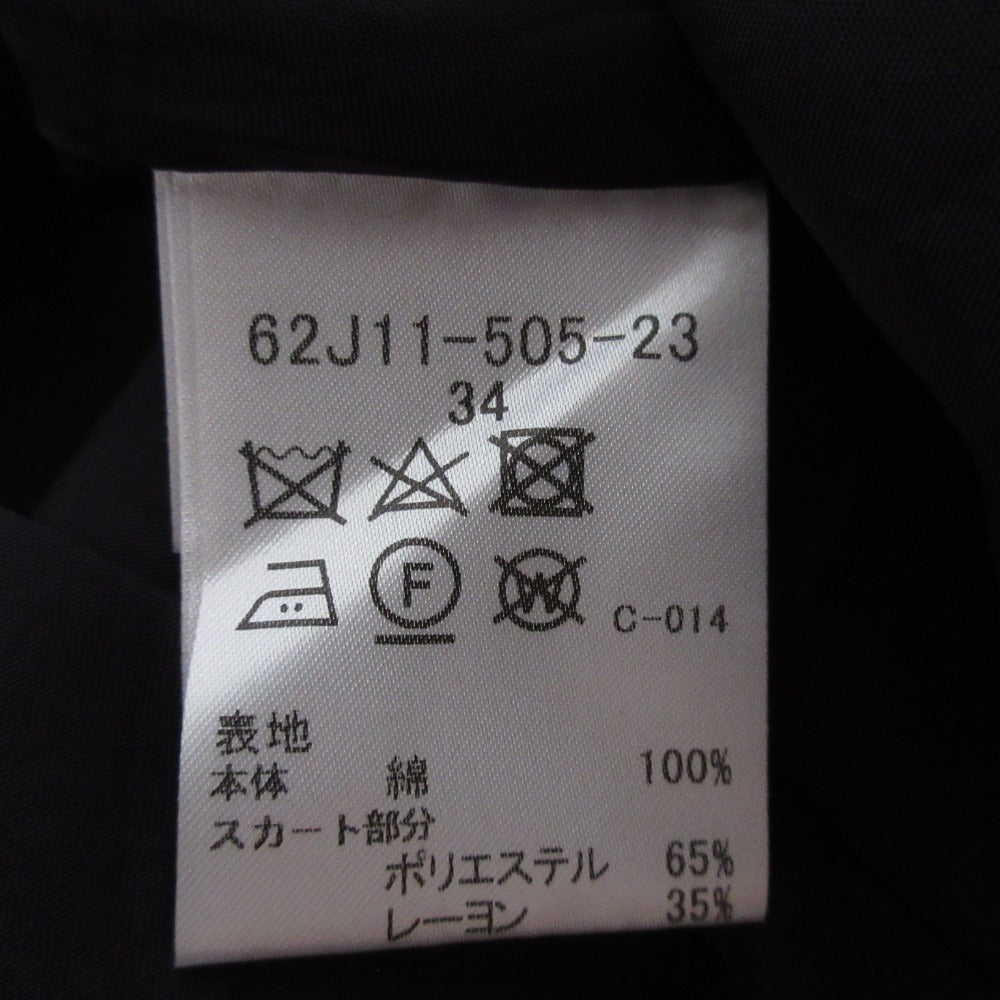 62J11-505-23
34
F W C-014
表地
本体 綿 100%
スカート部分
ポリエステル 65%
レーヨン 35%